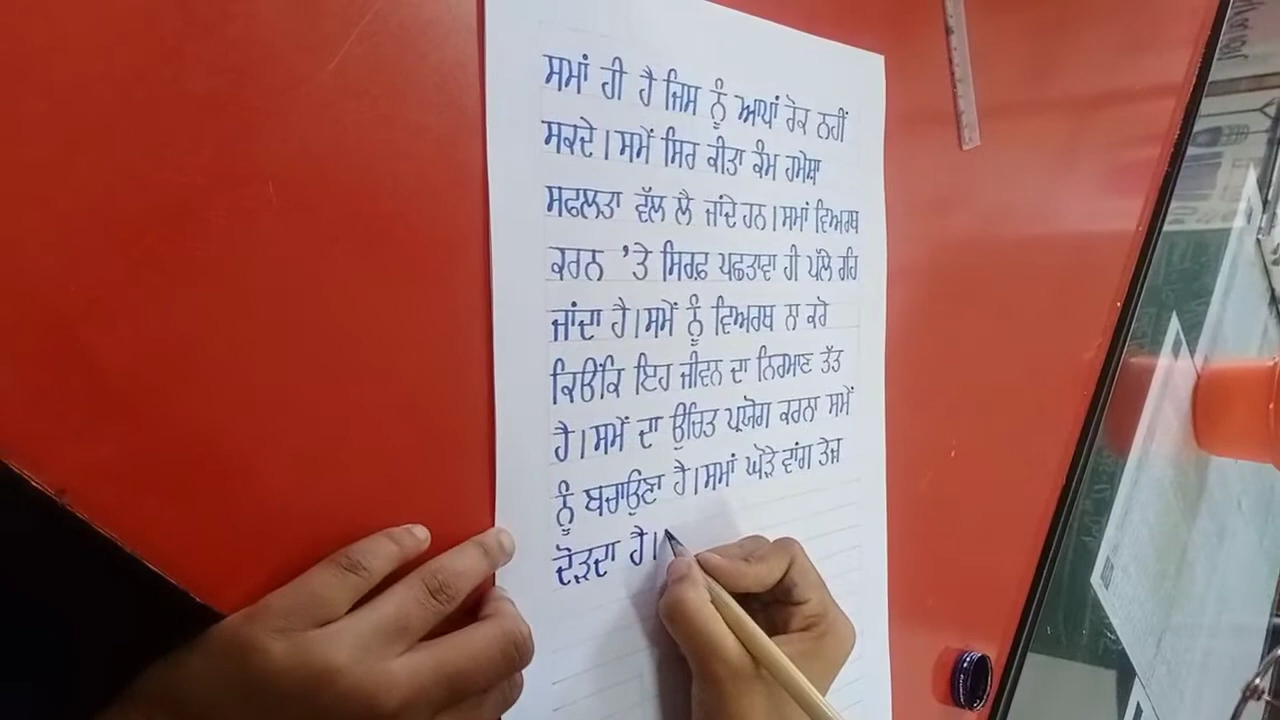 ਸਮਾਂ ਹੀ ਹੈ ਜਿਸ ਨੂੰ ਆਪਾਂ ਰੋਕ ਨਹੀਂ
ਸਕਦੇ। ਸਮੇਂ ਸਿਰ ਕੀਤਾ ਕੰਮ ਹਮੇਸ਼ਾ
ਸਫਲਤਾ ਵੱਲ ਲੈ ਜਾਂਦੇ ਹਨ। ਸਮਾਂ ਵਿਅਰਥ
ਕਰਨ 'ਤੇ ਸਿਰਫ਼ ਪਛਤਾਵਾ ਹੀ ਪੱਲੇ ਰਹਿ
ਜਾਂਦਾ ਹੈ। ਸਮੇਂ ਨੂੰ ਵਿਅਰਥ ਨਾ ਕਰੋ
ਕਿਓਂਕਿ ਇਹ ਜੀਵਨ ਦਾ ਨਿਰਮਾਣ ਤੱਤ
ਹੈ। ਸਮੇਂ ਦਾ ਉਚਿਤ ਪ੍ਰਯੋਗ ਕਰਨਾ ਸਮੇਂ
ਨੂੰ ਬਚਾਉਣਾ ਹੈ। ਸਮਾਂ ਘੋੜੇ ਵਾਂਗ ਤੇਜ਼
ਦੋੜਦਾ ਹੈ।